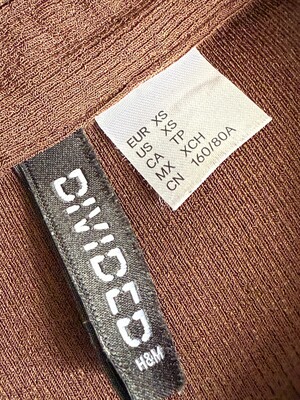 EUR XS
US XS
CA TP
MX XCH
CN 160/80A
DIVIDED
H&M